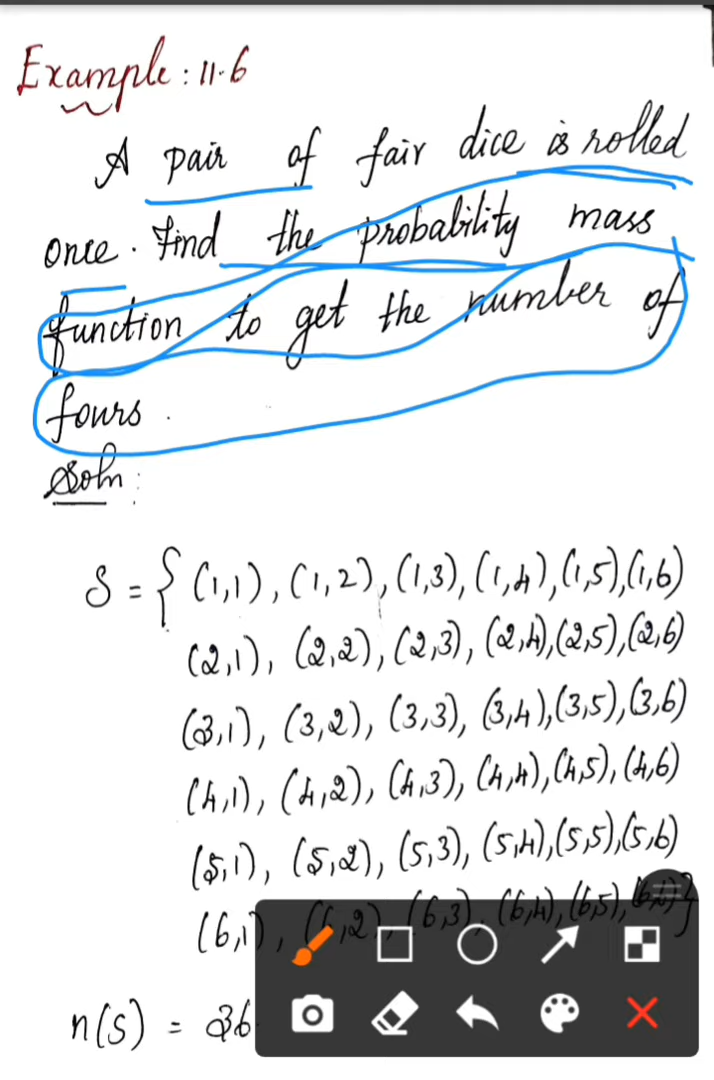 Example : 11.6
A pair of fair dice is rolled
once. Find the probability mass
function to get the number of
fours.
Soln:
S = { (1,1), (1,2), (1,3), (1,4), (1,5), (1,6)
(2,1), (2,2), (2,3), (2,4), (2,5), (2,6)
(3,1), (3,2), (3,3), (3,4), (3,5), (3,6)
(4,1), (4,2), (4,3), (4,4), (4,5), (4,6)
(5,1), (5,2), (5,3), (5,4), (5,5), (5,6)
(6,1), (6,2), (6,3), (6,4), (6,5), (6,6) }
n(S) = 36